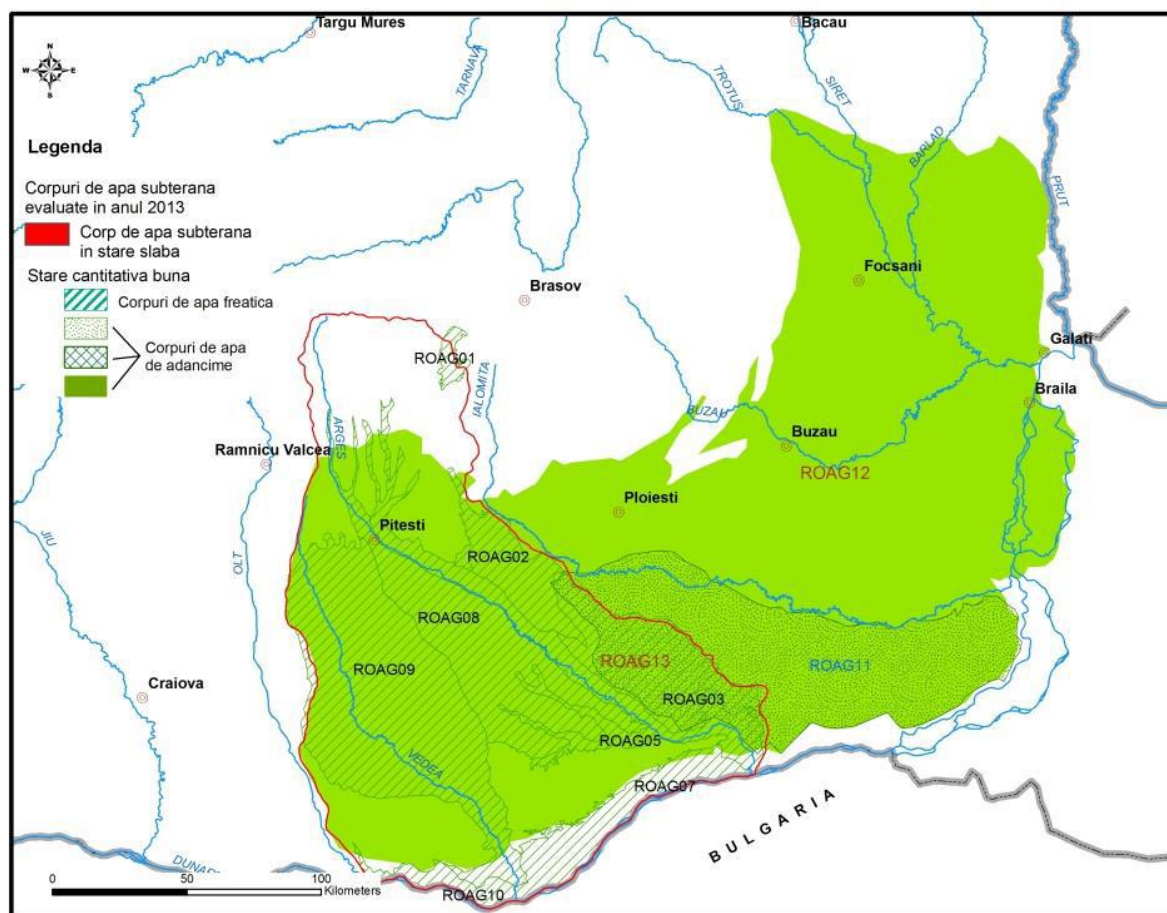 Targu Mures
Bacau
N
W E
S
TARNAVA
TROTUS
SIRET
BARLAD
PRUT
Legenda
Corpuri de apa subterana
evaluate in anul 2013
Corp de apa subterana
in stare slaba
Stare cantitativa buna
Corpuri de apa freatica
Corpuri de apa
de adancime
Focsani
Brasov
Galati
ROAG01
IALOMITA
Braila
BUZAU
ARGES
Buzau
Ramnicu Valcea
ROAG12
Ploiesti
Pitesti
JIU
OLT
ROAG02
ROAG08
ROAG13
ROAG11
ROAG09
Craiova
ROAG03
ROAG05
VEDEA
ROAG07
BULGARIA
ROAG10
0 50 100
Kilometers